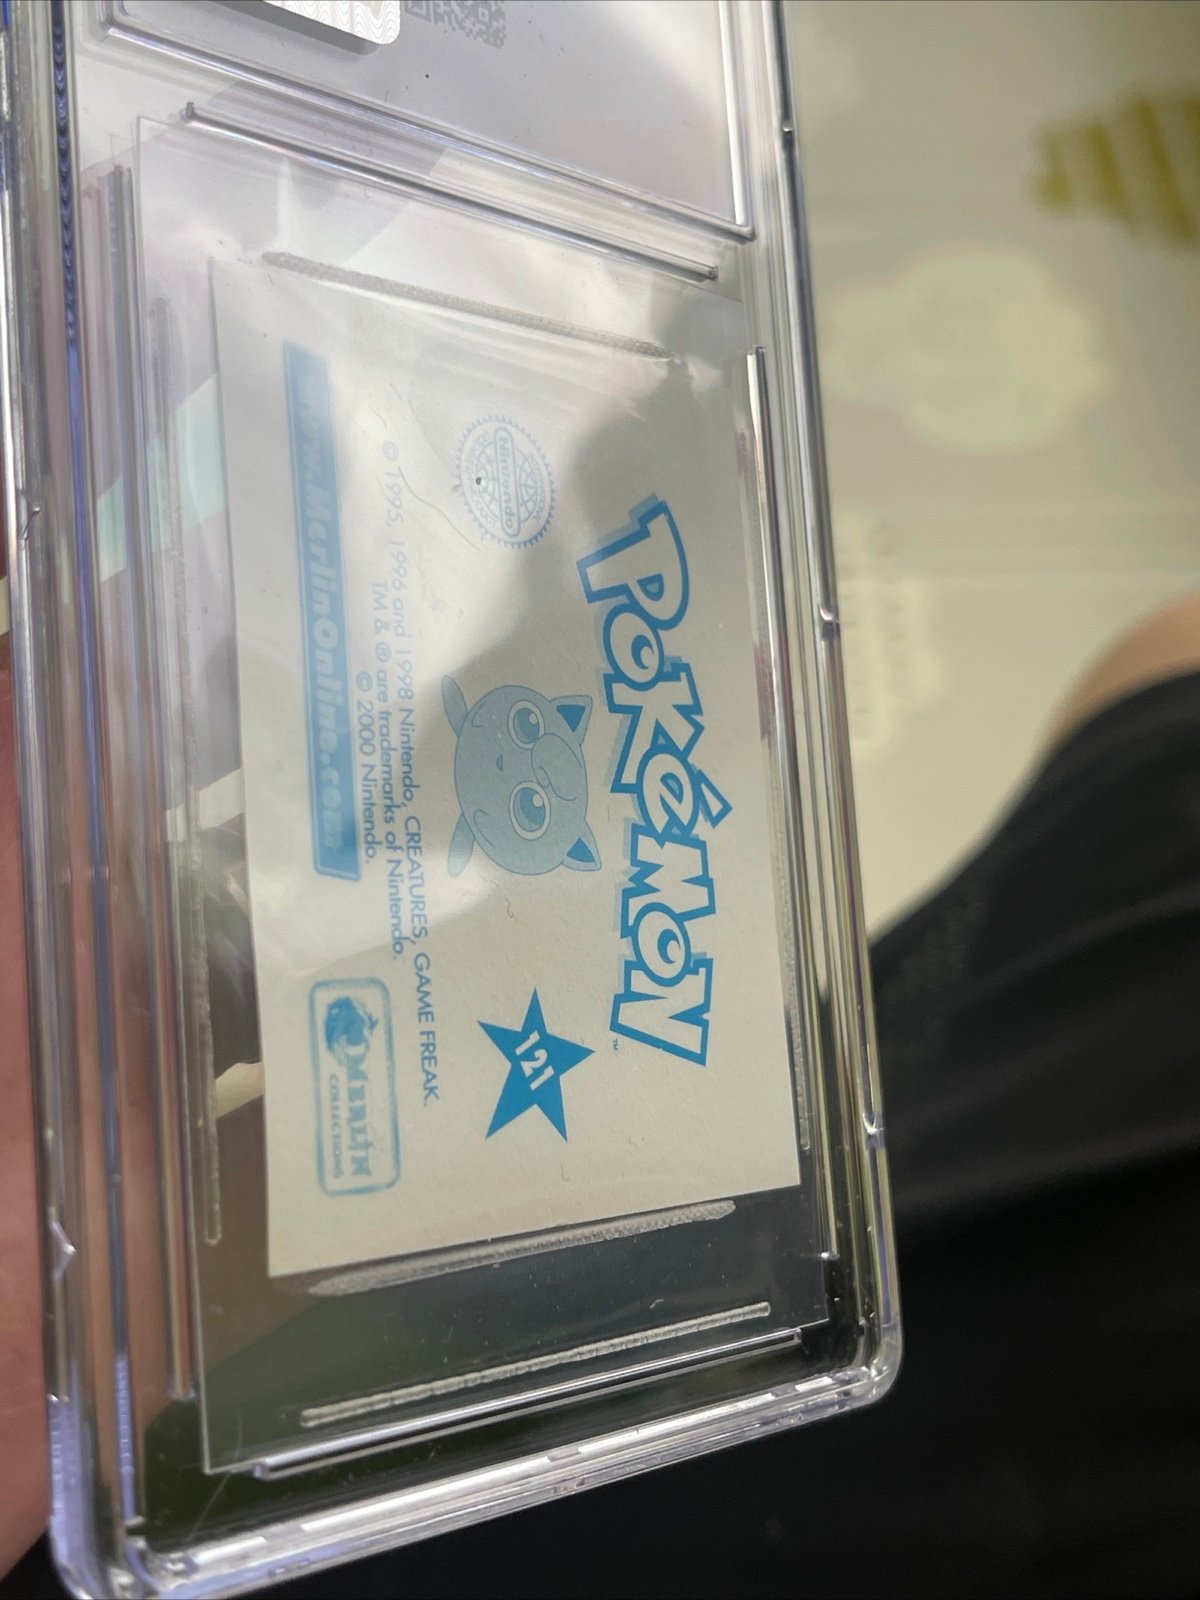 POKéMON
™
121
Nintendo
© 1995, 1996 and 1998 Nintendo, CREATURES, GAME FREAK.
TM & ® are trademarks of Nintendo.
© 2000 Nintendo.
www.MerlinOnline.com
MERLIN
COLLECTIONS